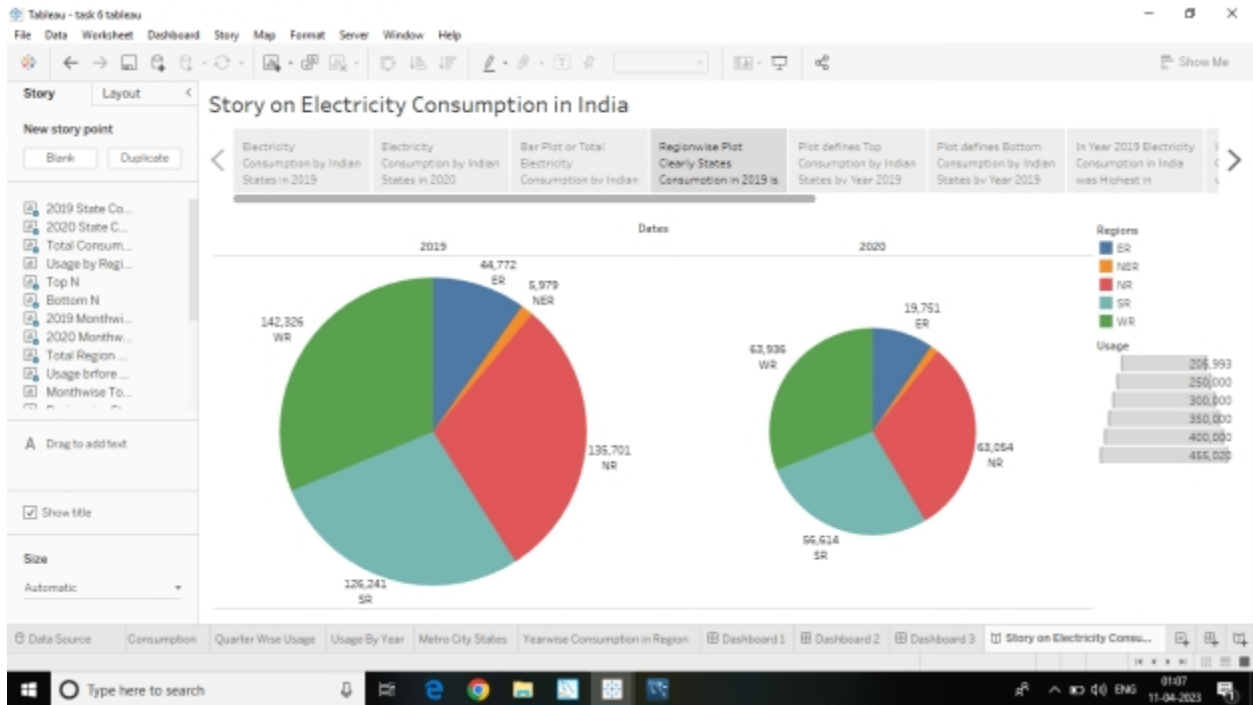 Tableau - task 6 tableau
File Data Worksheet Dashboard Story Map Format Server Window Help
Show Me
Story Layout
New story point
Blank Duplicate
2019 State Co...
2020 State C...
Total Consum...
Usage by Regi...
Top N
Bottom N
2019 Monthwi...
2020 Monthw...
Total Region ...
Usage brfore ...
Monthwise To...
A Drag to add text
Show title
Size
Automatic
Story on Electricity Consumption in India
Electricity
Consumption by Indian
States in 2019
Electricity
Consumption by Indian
States in 2020
Bar Plot or Total
Electricity
Consumption by Indian
Regionwise Plot
Clearly States
Consumption in 2019 is
Plot defines Top
Consumption by Indian
States by Year 2019
Plot defines Bottom
Consumption by Indian
States by Year 2019
In Year 2019 Electricity
Consumption in India
was Highest in
Dates
2019
2020
44,772
ER
5,979
NER
142,326
WR
135,701
NR
126,241
SR
19,751
ER
63,936
WR
63,054
NR
56,614
SR
Regions
ER
NER
NR
SR
WR
Usage
205,993
250,000
300,000
350,000
400,000
455,020
Data Source Consumption Quarter Wise Usage Usage By Year Metro City States Yearwise Consumption in Region Dashboard 1 Dashboard 2 Dashboard 3 Story on Electricity Consu...
Type here to search
ENG
01:07
11-04-2023